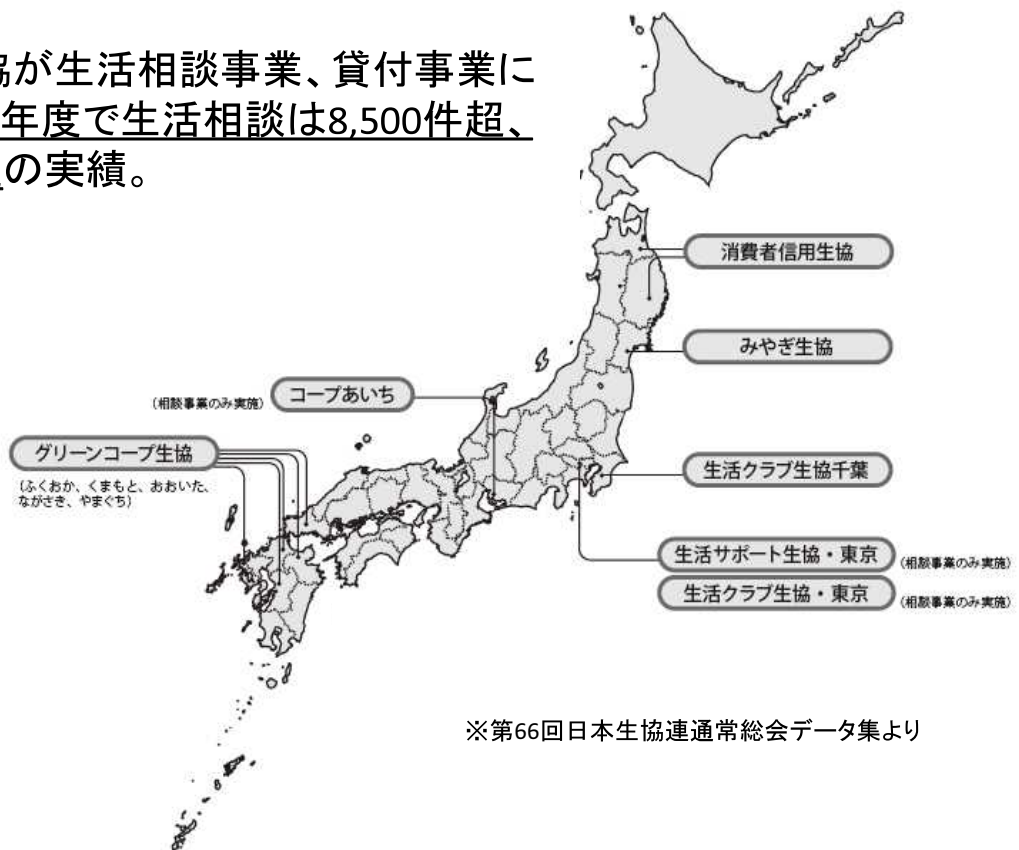 協が生活相談事業、貸付事業に
年度で生活相談は8,500件超、
の実績。
消費者信用生協
みやぎ生協
コープあいち
(相談事業のみ実施)
グリーンコープ生協
(ふくおか、くまもと、おおいた、
ながさき、やまぐち)
生活クラブ生協千葉
生活サポート生協・東京
(相談事業のみ実施)
生活クラブ生協・東京
(相談事業のみ実施)
※第66回日本生協連通常総会データ集より